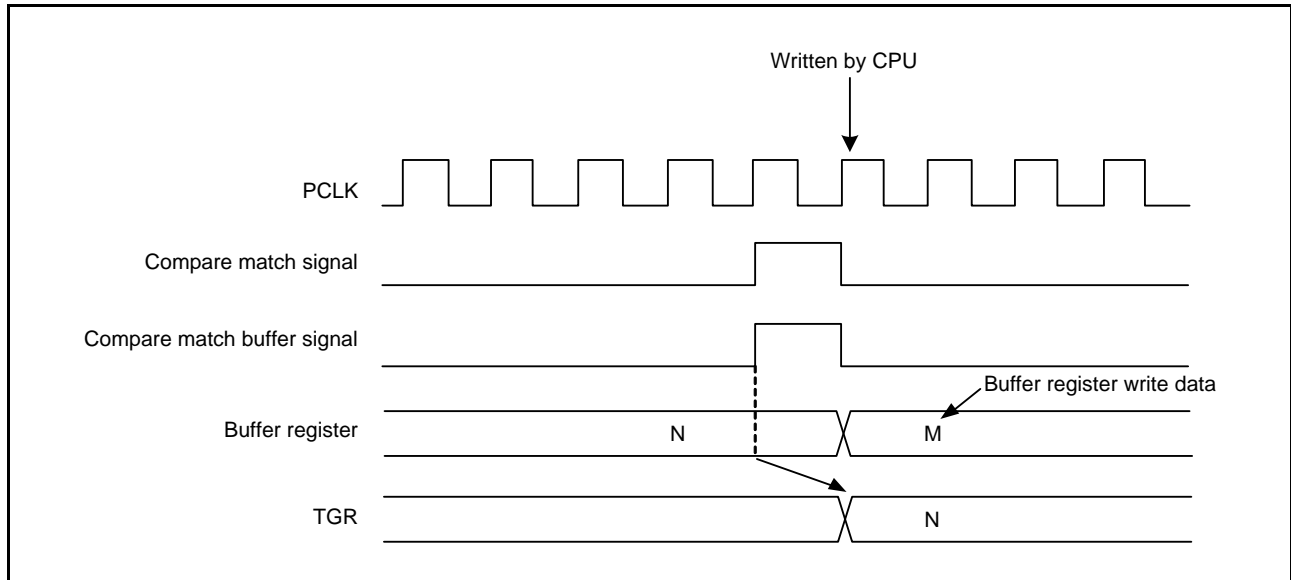 Written by CPU
PCLK
Compare match signal
Compare match buffer signal
Buffer register write data
Buffer register
N
M
TGR
N